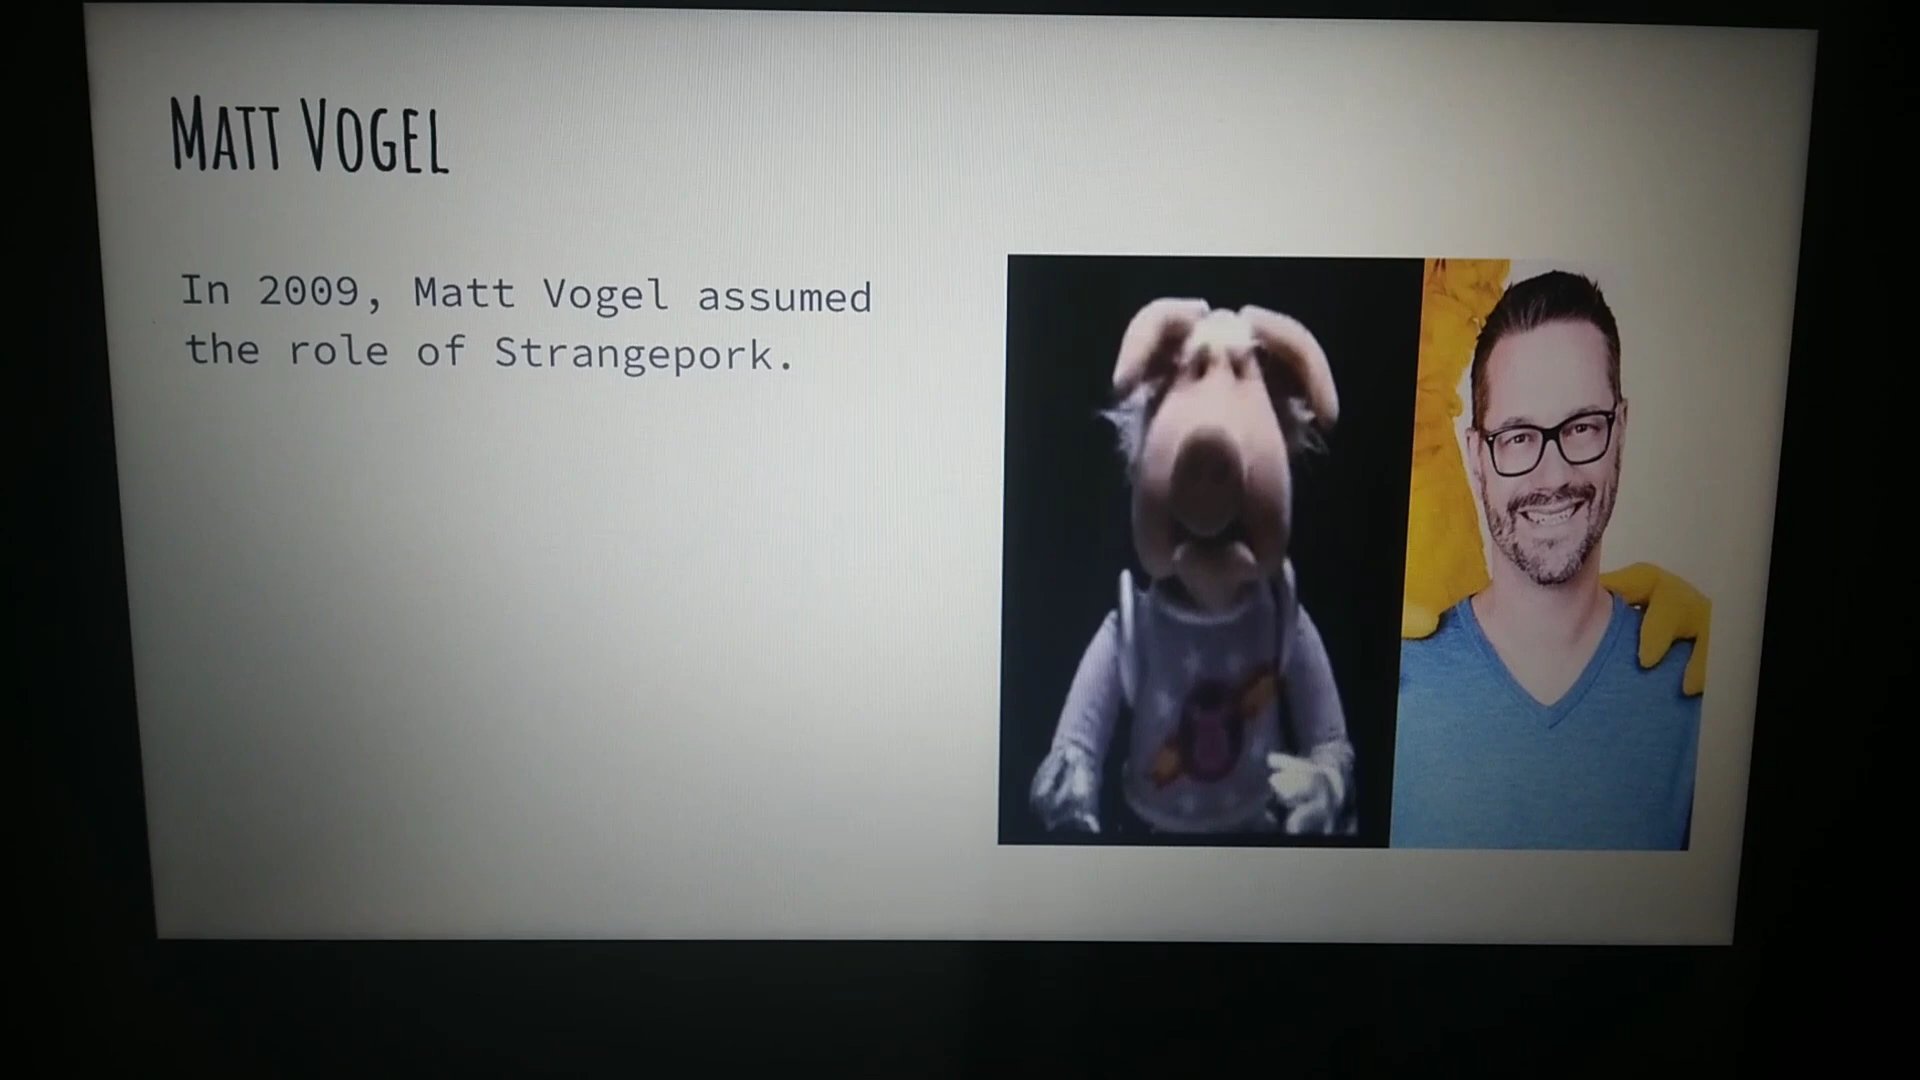 MATT VOGEL
In 2009, Matt Vogel assumed
the role of Strangepork.